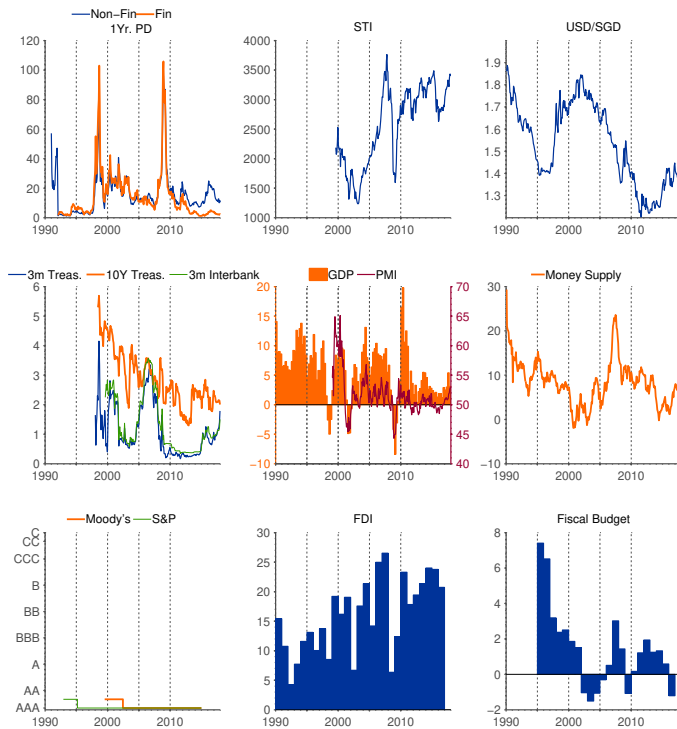 Non−Fin Fin
1Yr. PD
120
100
80
60
40
20
0
1990 2000 2010
STI
4000
3500
3000
2500
2000
1500
1000
1990 2000 2010
USD/SGD
1.9
1.8
1.7
1.6
1.5
1.4
1.3
1990 2000 2010
3m Treas. 10Y Treas. 3m Interbank
6
5
4
3
2
1
0
1990 2000 2010
GDP PMI
20
15
10
5
0
−5
−10
70
65
60
55
50
45
40
1990 2000 2010
Money Supply
30
20
10
0
−10
1990 2000 2010
Moody's S&P
C
CC
CCC
B
BB
BBB
A
AA
AAA
1990 2000 2010
FDI
30
25
20
15
10
5
0
1990 2000 2010
Fiscal Budget
8
6
4
2
0
−2
1990 2000 2010